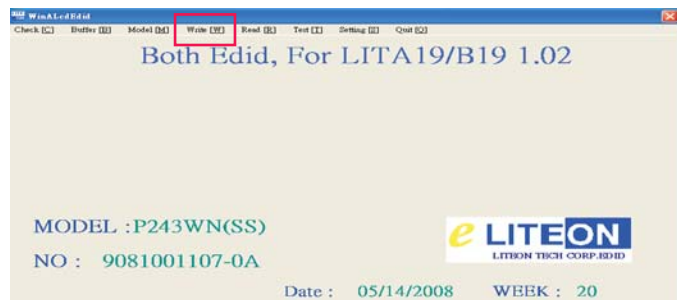 WinALcdEdid
Check [C] Buffer [B] Model [M] Write [W] Read [R] Test [T] Setting [S] Quit [Q]
Both Edid, For LITA19/B19 1.02
MODEL :P243WN(SS)
e LITEON
NO : 9081001107-0A
LITEON TECH CORP.EDID
Date : 05/14/2008 WEEK : 20